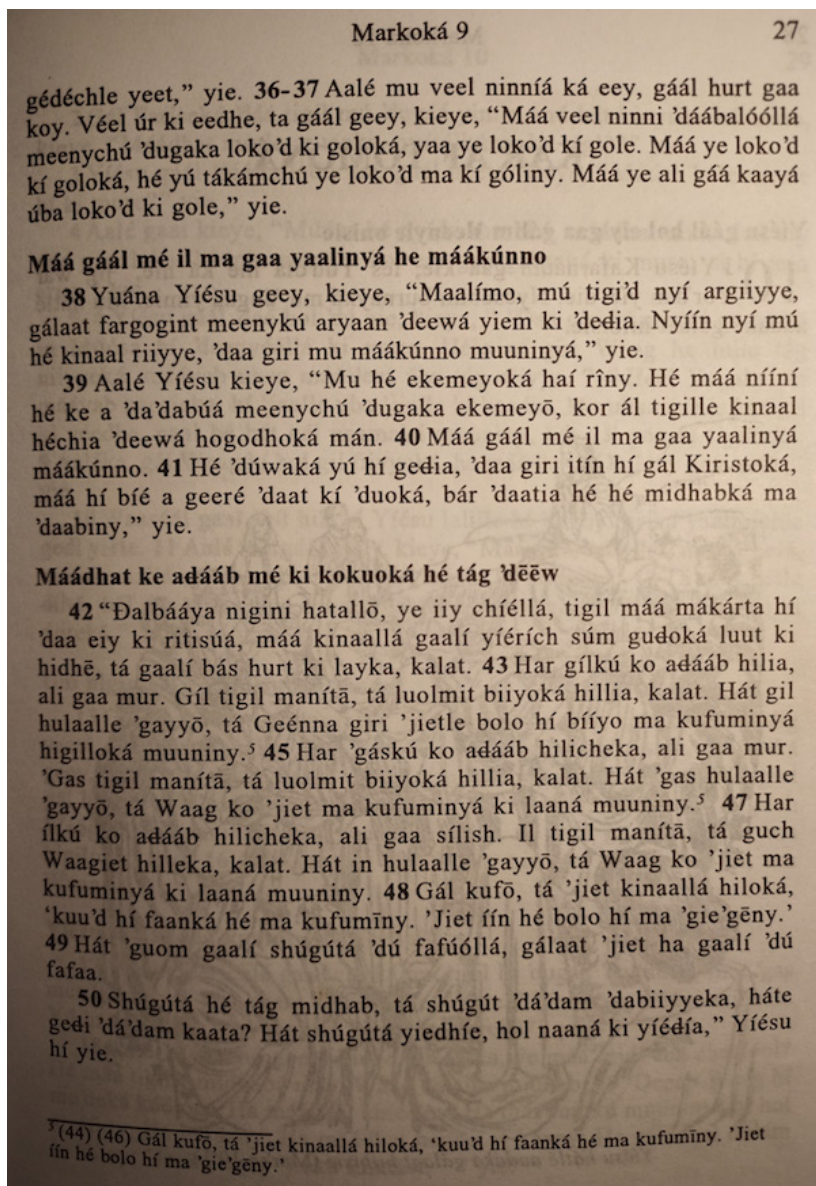 Markoká 9 27
gédéchle yeet,” yie. 36-37 Aalé mu veel ninníá ká eey, gáál hurt gaa
koy. Véel úr ki eedhe, ta gáál geey, kieye, “Máá veel ninni ’dáábalóóllá
meenychú ’dugaka loko’d ki goloká, yaa ye loko’d kí gole. Máá ye loko’d
kí goloká, hé yú tákámchú ye loko’d ma kí góliny. Máá ye ali gáá kaayá
úba loko’d ki gole,” yie.
Máá gáál mé il ma gaa yaalinyá he máákúnno
38 Yuána Yíésu geey, kieye, “Maalímo, mú tigi’d nyí argiiyye,
gálaat fargogint meenykú aryaan ’deewá yiem ki ’deđia. Nyíín nyí mú
hé kinaal riiyye, ’daa giri mu máákúnno muuninyá,” yie.
39 Aalé Yíésu kieye, “Mu hé ekemeyoká haí rîny. Hé máá nííní
hé ke a ’da’dabúá meenychú ’dugaka ekemeyō, kor ál tigille kinaal
héchia ’deewá hogodhoká mán. 40 Máá gáál mé il ma gaa yaalinyá
máákúnno. 41 Hé ’dúwaká yú hí geđia, ’daa giri itín hí gál Kiristoká,
máá hí bíé a geeré ’daat kí ’duoká, bár ’daatia hé hé midhabká ma
’daabiny,” yie.
Máádhat ke ađááb mé ki kokuoká hé tág ’dēēw
42 “Đalbááya nigini hatallō, ye iiy chíéllá, tigil máá mákárta hí
’daa eiy ki ritisúá, máá kinaallá gaalí yíérích súm guđoká luut ki
hidhē, tá gaalí bás hurt ki layka, kalat. 43 Har gílkú ko ađááb hilia,
ali gaa mur. Gíl tigil manítā, tá luolmit biiyoká hillia, kalat. Hát gil
hulaalle ’gayyō, tá Geénna giri ’jietle bolo hí bííyo ma kufuminyá
higilloká muuniny.⁵ 45 Har ’gáskú ko ađááb hilicheka, ali gaa mur.
’Gas tigil manítā, tá luolmit biiyoká hillia, kalat. Hát ’gas hulaalle
’gayyō, tá Waag ko ’jiet ma kufuminyá ki laaná muuniny.⁵ 47 Har
ílkú ko ađááb hilicheka, ali gaa sílish. Il tigil manítā, tá guch
Waagiet hilleka, kalat. Hát in hulaalle ’gayyō, tá Waag ko ’jiet ma
kufuminyá ki laaná muuniny. 48 Gál kufō, tá ’jiet kinaallá hiloká,
‘kuu’d hí faanká hé ma kufumīny. ’Jiet íín hé bolo hí ma ’gie’gēny.’
49 Hát ’guom gaalí shúgútá ’dú fafúóllá, gálaat ’jiet ha gaalí ’dú
fafaa.
50 Shúgútá hé tág midhab, tá shúgút ’dá’dam ’dabiiyyeka, háte
geđi ’dá’dam kaata? Hát shúgútá yiedhíe, hol naaná ki yíéđía,” Yíésu
hí yie.
⁵ (44) (46) Gál kufō, tá ’jiet kinaallá hiloká, ‘kuu’d hí faanká hé ma kufumīny. ’Jiet
íín hé bolo hí ma ’gie’gēny.’